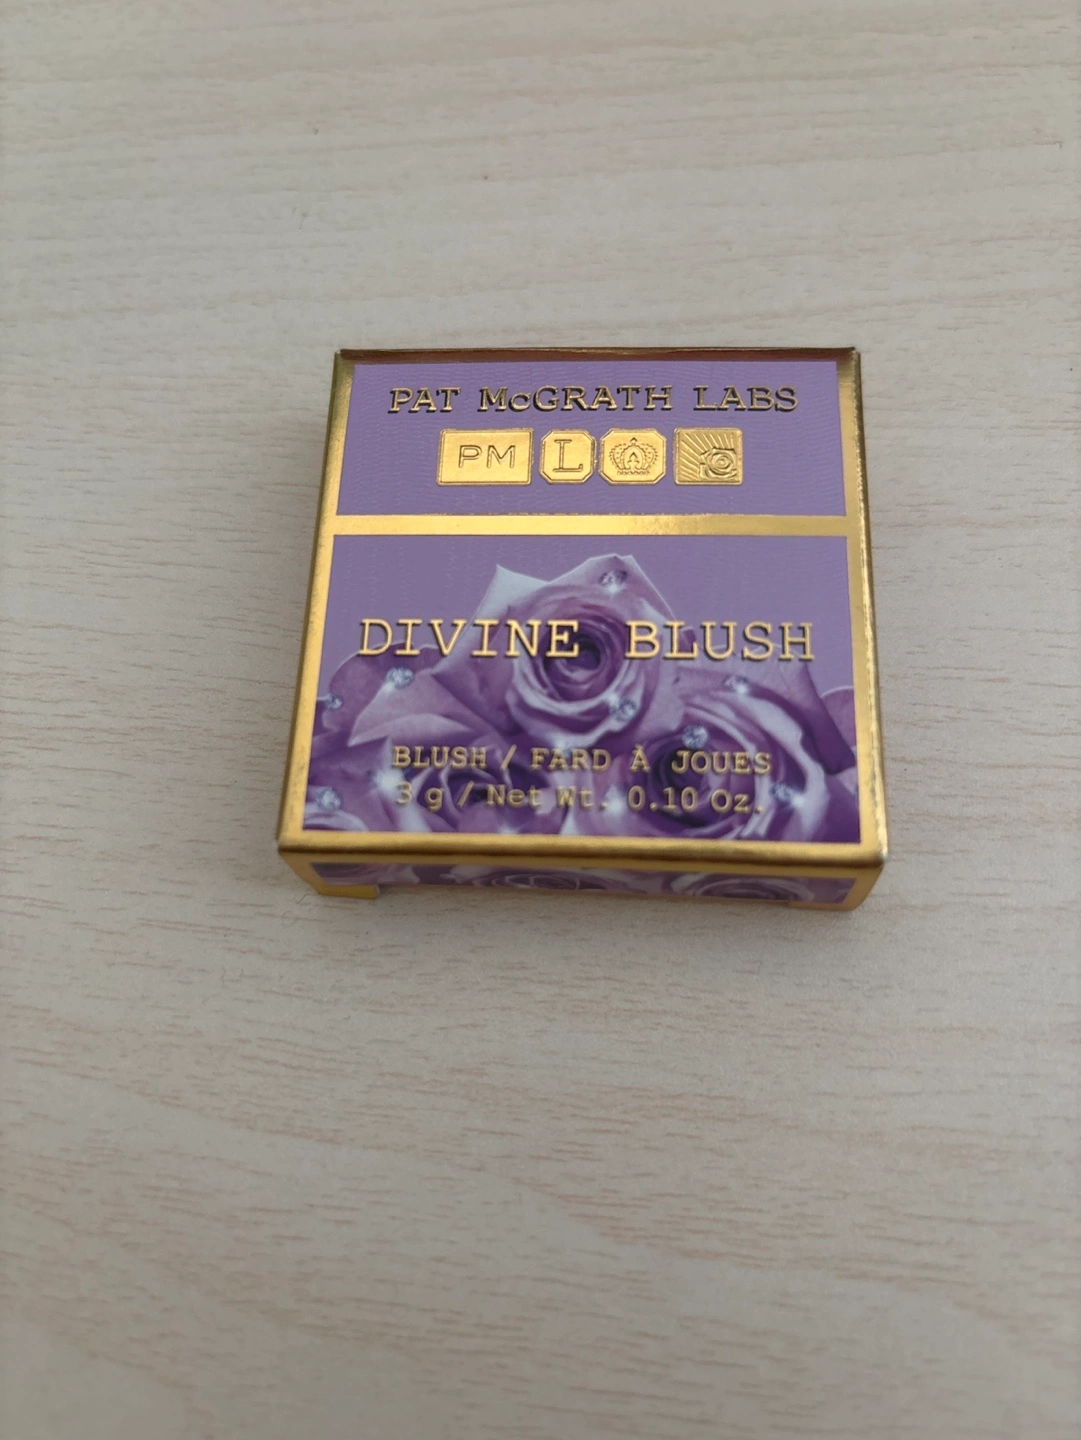 PAT McGRATH LABS
PM L
DIVINE BLUSH
BLUSH / FARD À JOUES
3 g / Net Wt. 0.10 Oz.